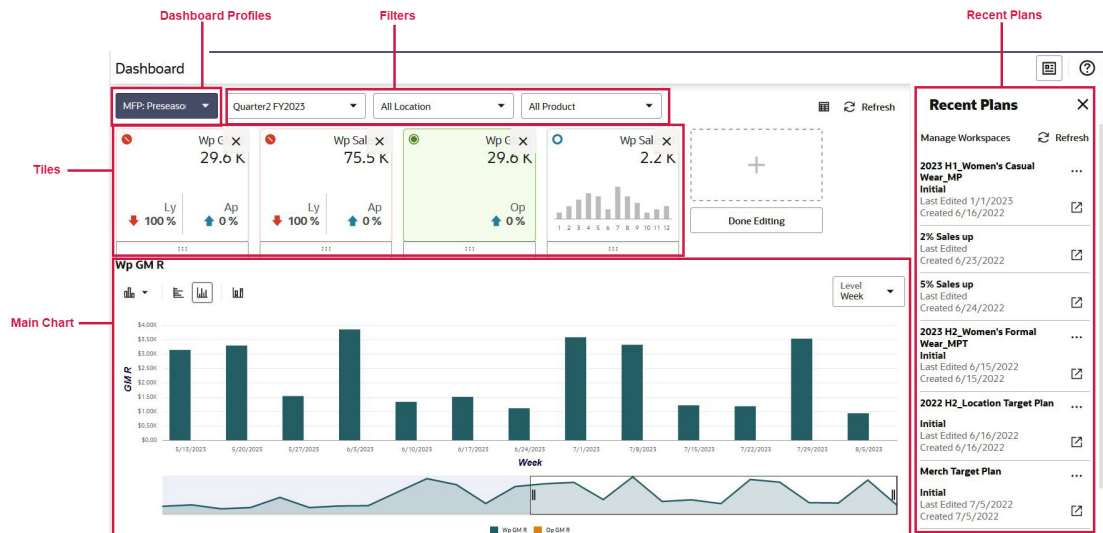 Dashboard Profiles
Filters
Recent Plans
Dashboard
MFP: Preseaso
Quarter2 FY2023
All Location
All Product
Refresh
Tiles
Wp G
29.6 K
Ly
Ap
100 %
0 %
Wp Sal
75.5 K
Ly
Ap
100 %
0 %
Wp G
29.6 K
Op
0 %
Wp Sal
2.2 K
1 2 3 4 5 6 7 8 9 10 11 12
Done Editing
Main Chart
Wp GM R
Level
Week
$4.00K
$3.50K
$3.00K
$2.50K
$2.00K
$1.50K
$1.00K
$0.50K
$0.00
GM R
5/13/2023 5/20/2023 5/27/2023 6/3/2023 6/10/2023 6/17/2023 6/24/2023 7/1/2023 7/8/2023 7/15/2023 7/22/2023 7/29/2023 8/5/2023
Week
Wp GM R Op GM R
Recent Plans
Manage Workspaces
Refresh
2023 H1_Women's Casual
Wear_MP
Initial
Last Edited 1/1/2023
Created 6/16/2022
2% Sales up
Last Edited
Created 6/23/2022
5% Sales up
Last Edited
Created 6/24/2022
2023 H2_Women's Formal
Wear_MPT
Initial
Last Edited 6/15/2022
Created 6/15/2022
2022 H2_Location Target Plan
Initial
Last Edited 6/16/2022
Created 6/16/2022
Merch Target Plan
Initial
Last Edited 7/5/2022
Created 7/5/2022